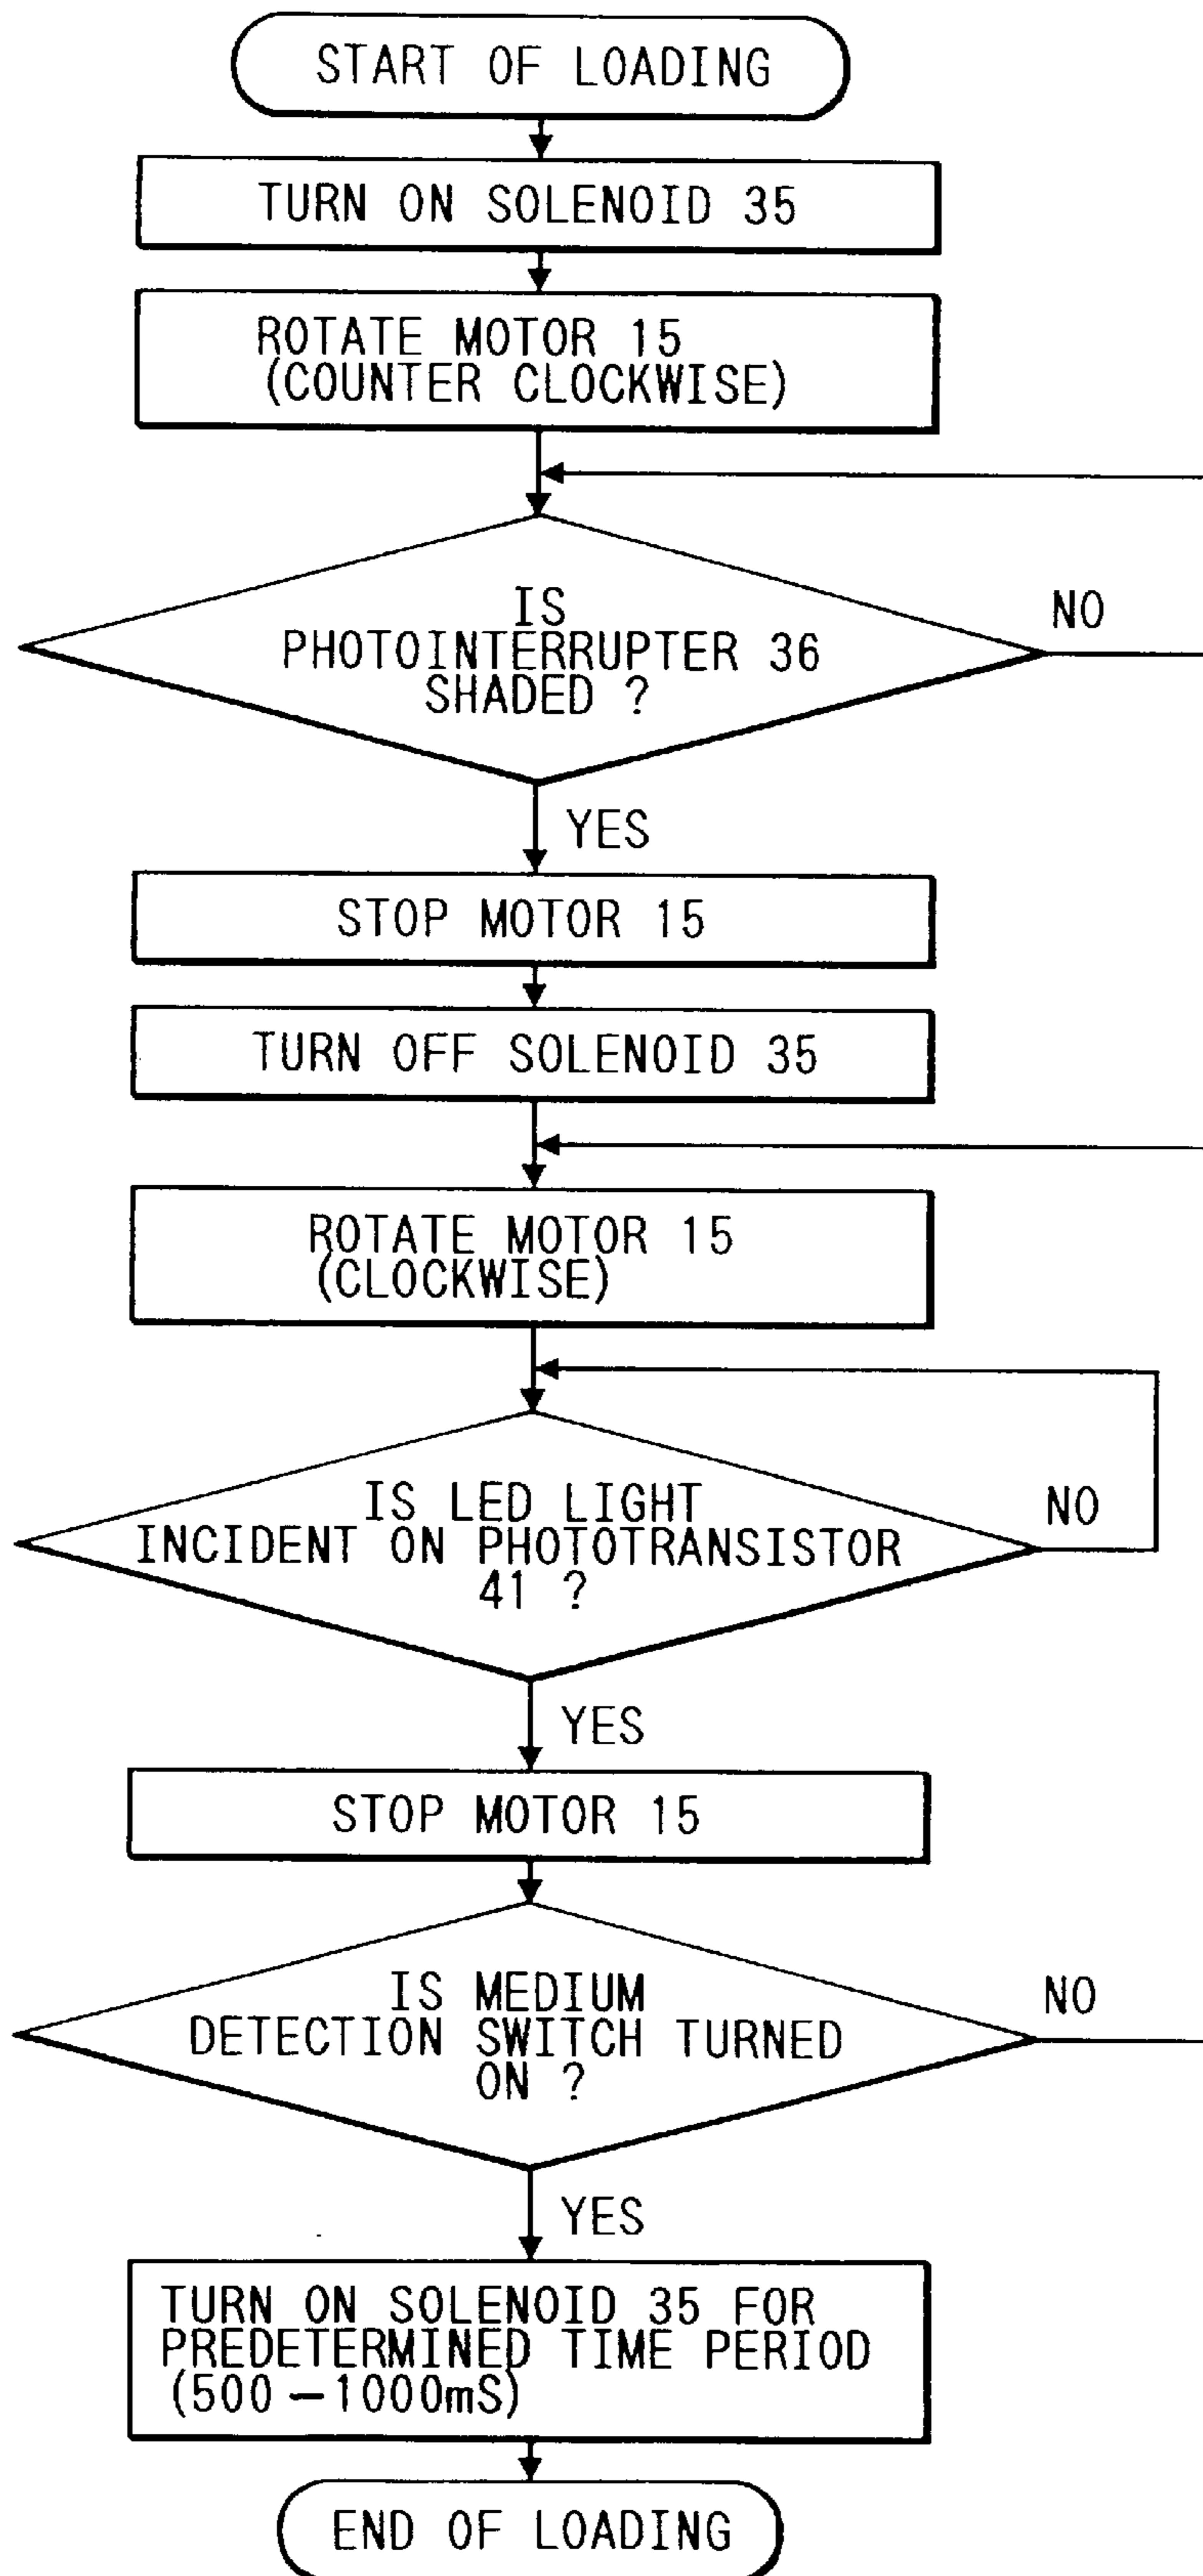 START OF LOADING
TURN ON SOLENOID 35
ROTATE MOTOR 15
(COUNTER CLOCKWISE)
IS
PHOTOINTERRUPTER 36
SHADED ?
NO
YES
STOP MOTOR 15
TURN OFF SOLENOID 35
ROTATE MOTOR 15
(CLOCKWISE)
IS LED LIGHT
INCIDENT ON PHOTOTRANSISTOR
41 ?
NO
YES
STOP MOTOR 15
IS MEDIUM
DETECTION SWITCH TURNED
ON ?
NO
YES
TURN ON SOLENOID 35 FOR
PREDETERMINED TIME PERIOD
(500 – 1000mS)
END OF LOADING